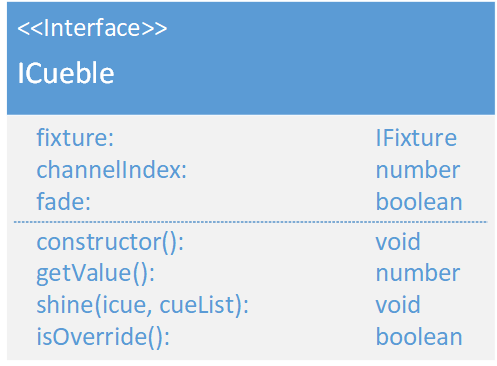 <<Interface>>
ICueble
fixture: IFixture
channelIndex: number
fade: boolean
constructor(): void
getValue(): number
shine(icue, cueList): void
isOverride(): boolean